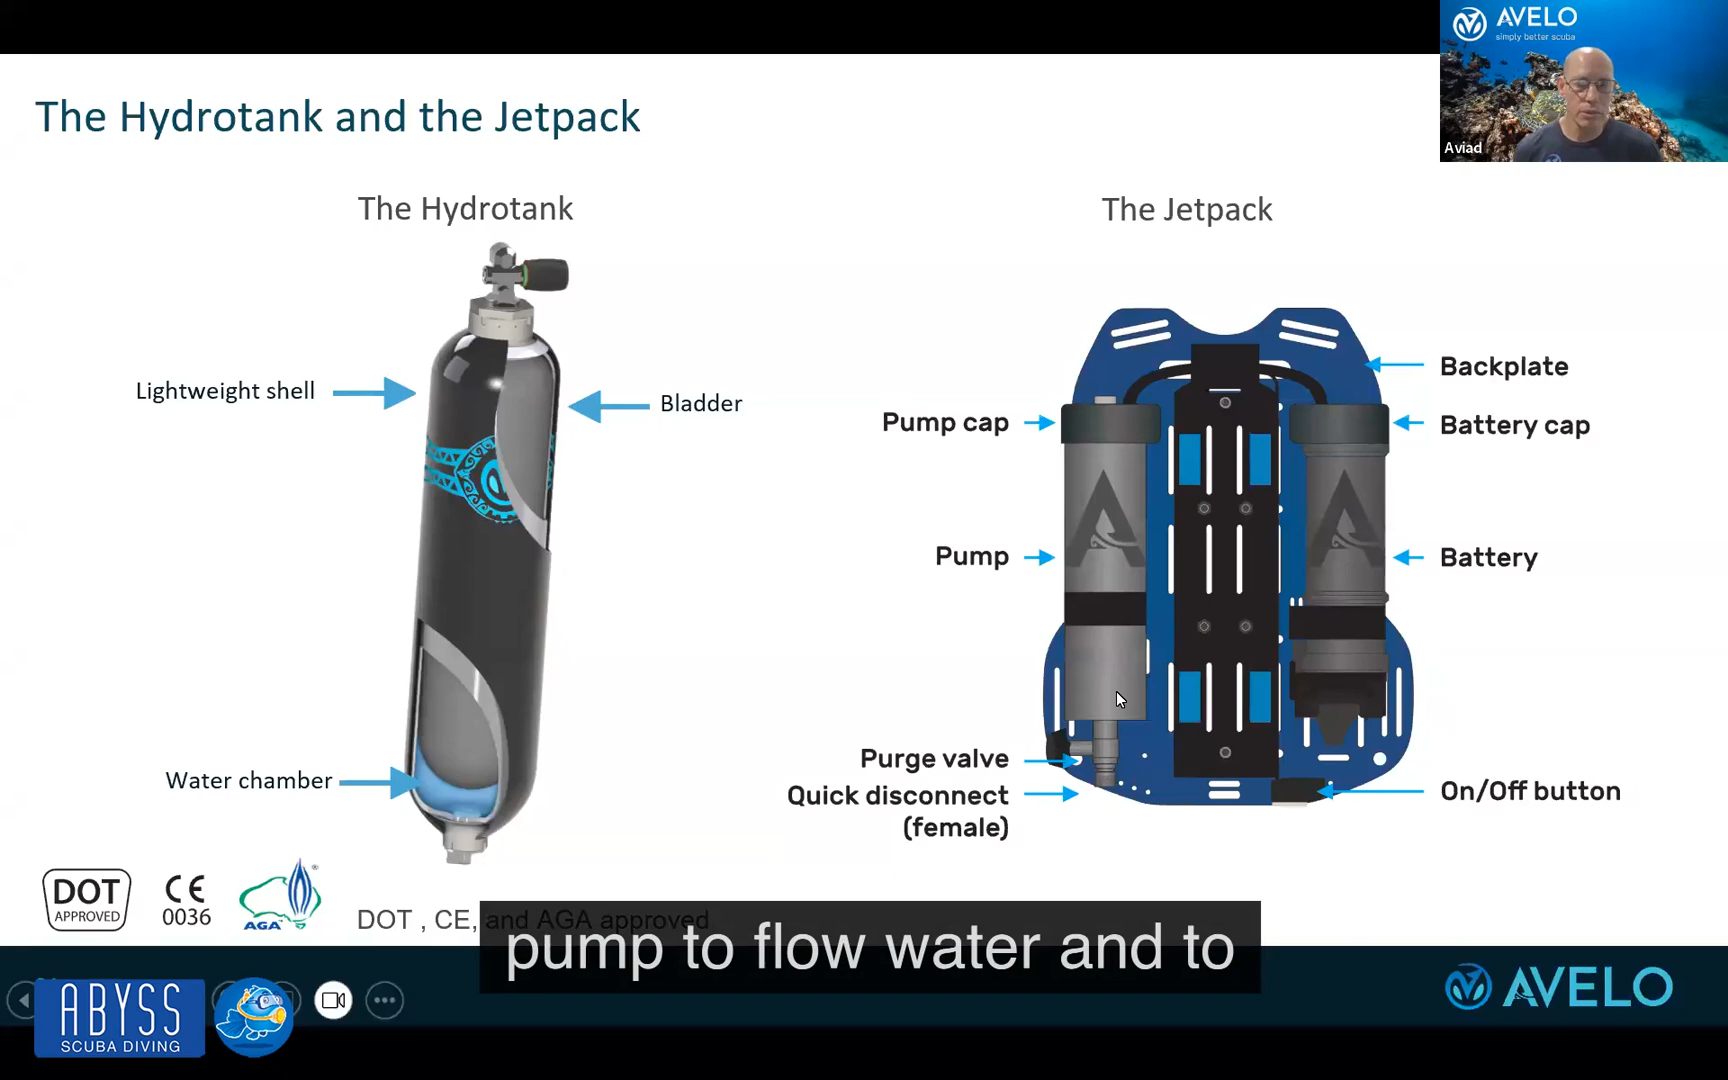 AVELO
simply better scuba
Aviad
The Hydrotank and the Jetpack
The Hydrotank
The Jetpack
Lightweight shell
Bladder
Water chamber
Backplate
Pump cap
Battery cap
Pump
Battery
Purge valve
Quick disconnect
(female)
On/Off button
DOT
APPROVED
CE
0036
AGA
DOT , CE, and AGA approved
pump to flow water and to
ABYSS
SCUBA DIVING
AVELO